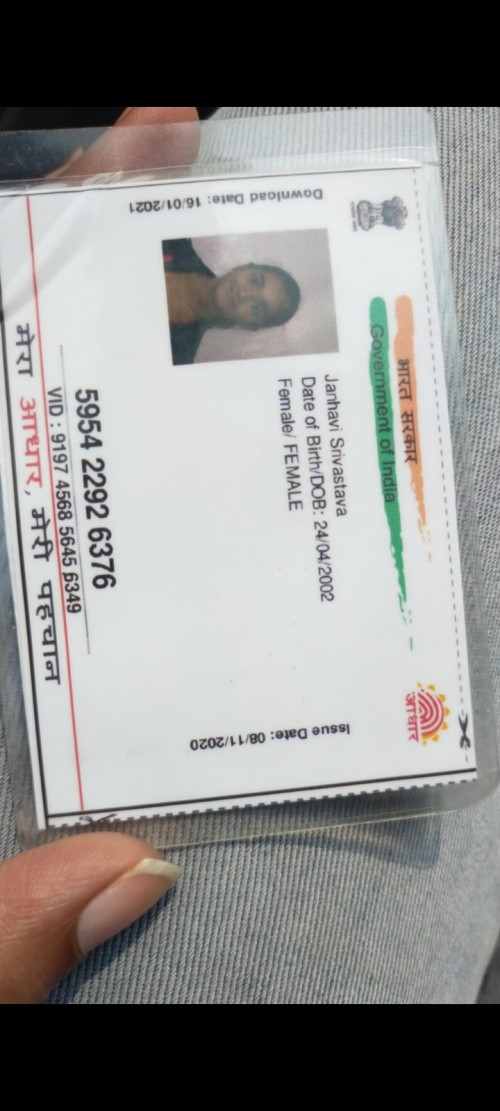 भारत सरकार
Government of India
Download Date: 16/01/2021
Issue Date: 08/11/2020
Janhavi Srivastava
Date of Birth/DOB: 24/04/2002
Female/ FEMALE
आधार
5954 2292 6376
VID : 9197 4568 5645 6349
मेरा आधार, मेरी पहचान